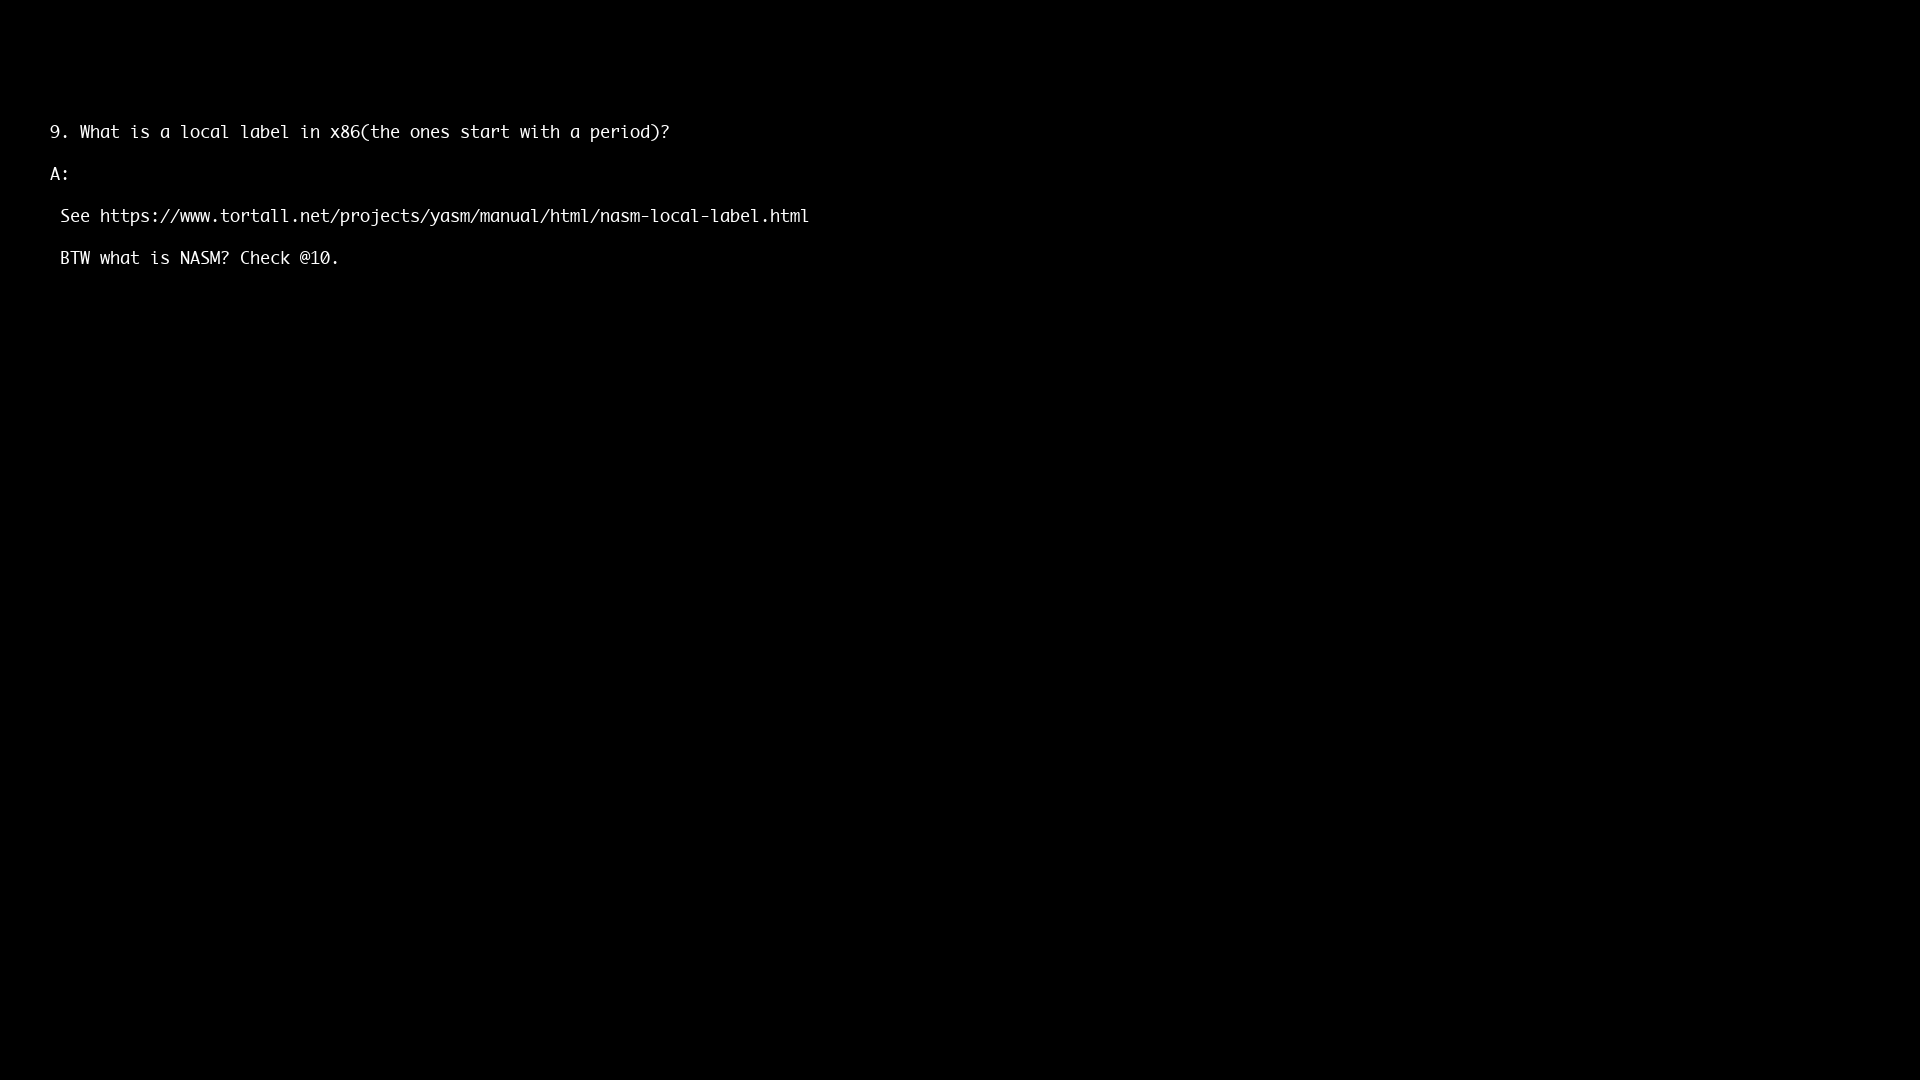 9. What is a local label in x86(the ones start with a period)?
A:
See https://www.tortall.net/projects/yasm/manual/html/nasm-local-label.html
BTW what is NASM? Check @10.